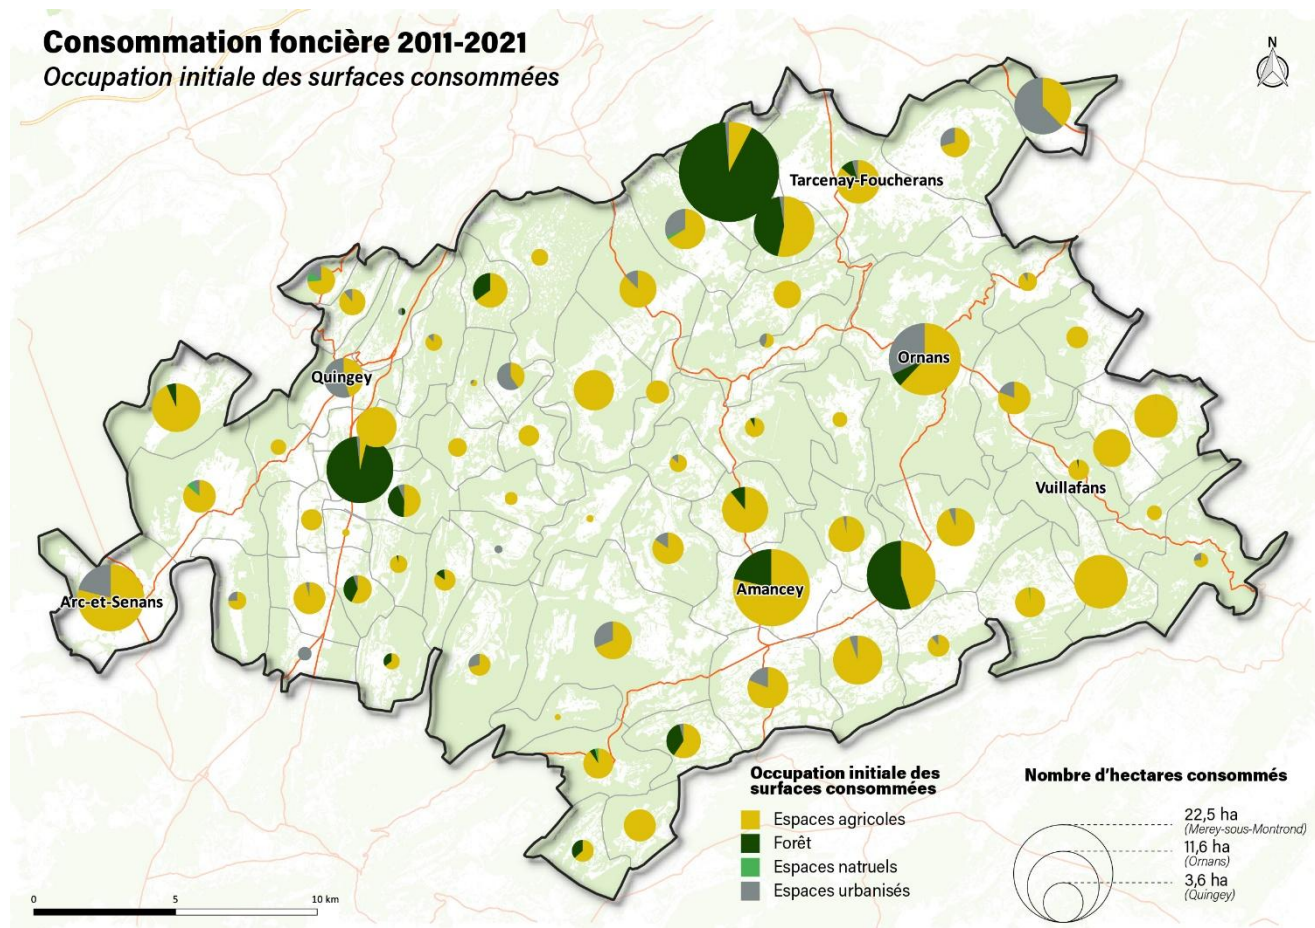 Consommation foncière 2011-2021
Occupation initiale des surfaces consommées
N
Tarcenay-Foucherans
Ornans
Quingey
Vuillafans
Amancey
Arc-et-Senans
Occupation initiale des
surfaces consommées
Espaces agricoles
Forêt
Espaces natruels
Espaces urbanisés
Nombre d'hectares consommés
22,5 ha
(Merey-sous-Montrond)
11,6 ha
(Ornans)
3,6 ha
(Quingey)
0 5 10 km